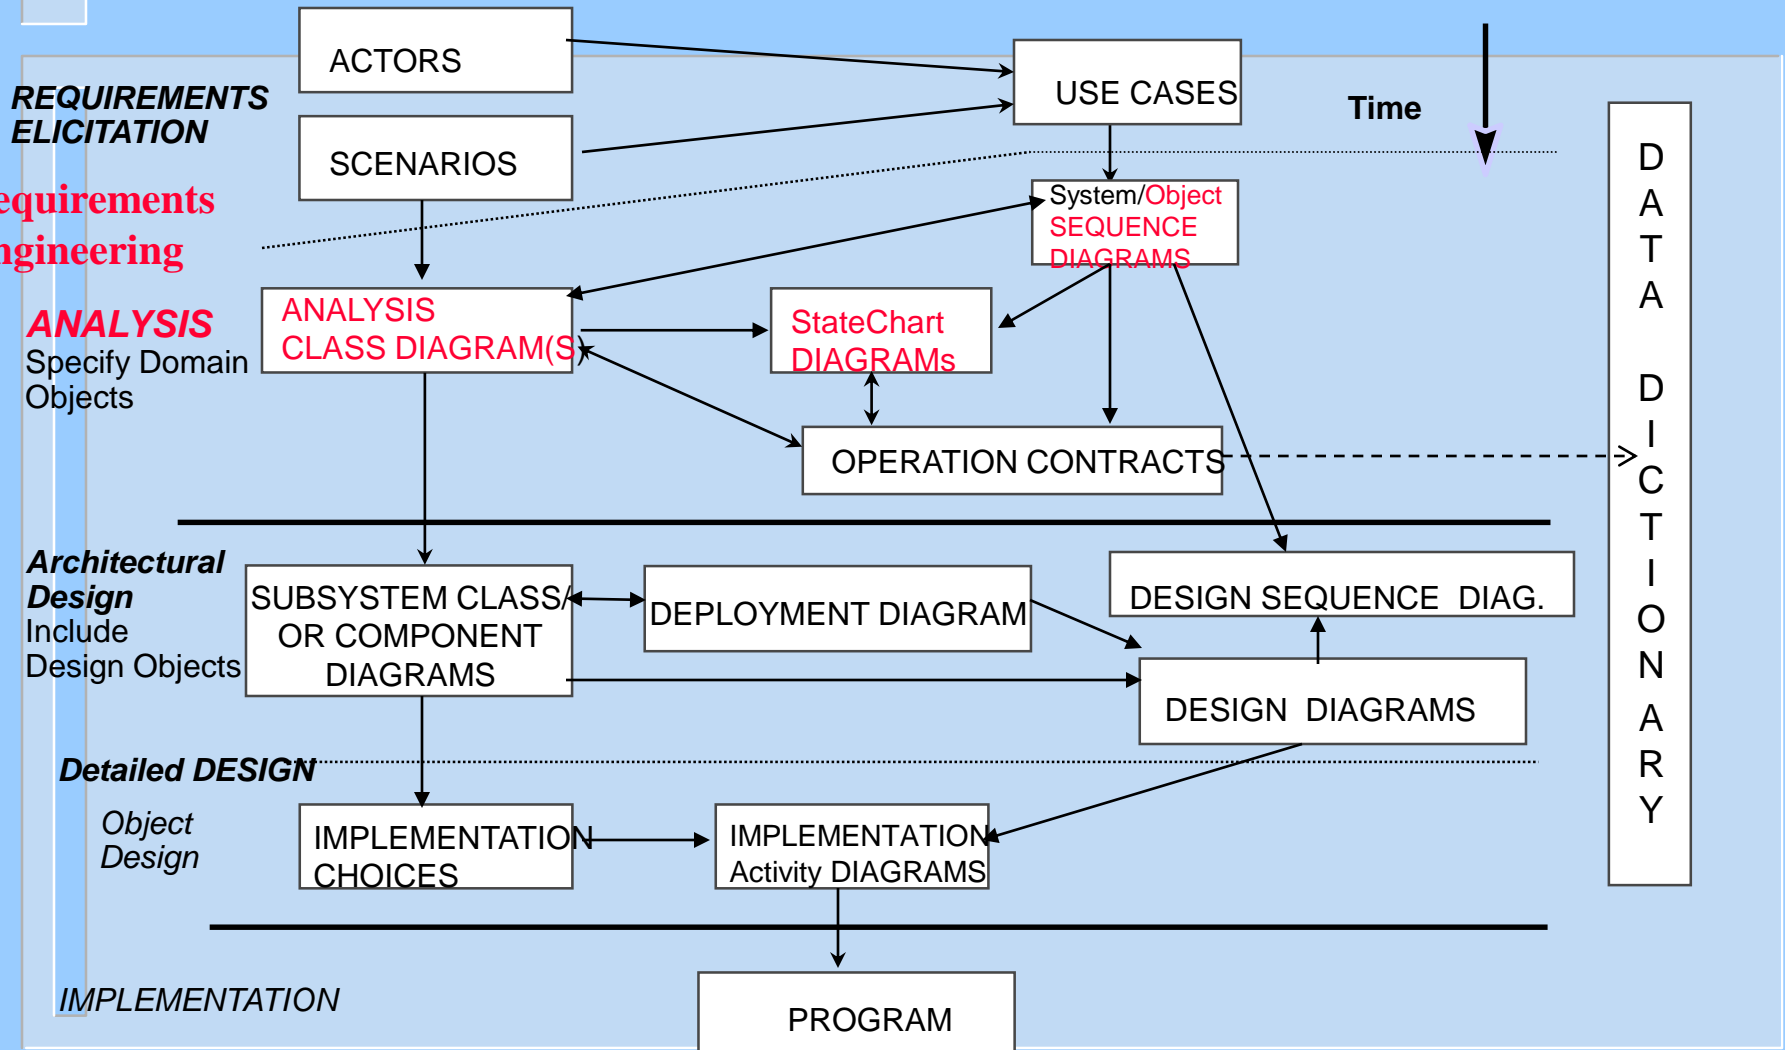 ACTORS
USE CASES
Time
REQUIREMENTS
ELICITATION
SCENARIOS
equirements
ngineering
System/Object
SEQUENCE
DIAGRAMS
ANALYSIS
Specify Domain
Objects
ANALYSIS
CLASS DIAGRAM(S)
StateChart
DIAGRAMs
OPERATION CONTRACTS
Architectural
Design
Include
Design Objects
SUBSYSTEM CLASS/
OR COMPONENT
DIAGRAMS
DEPLOYMENT DIAGRAM
DESIGN SEQUENCE DIAG.
DESIGN DIAGRAMS
Detailed DESIGN
Object
Design
IMPLEMENTATION
CHOICES
IMPLEMENTATION
Activity DIAGRAMS
IMPLEMENTATION
PROGRAM
D
A
T
A
D
I
C
T
I
O
N
A
R
Y